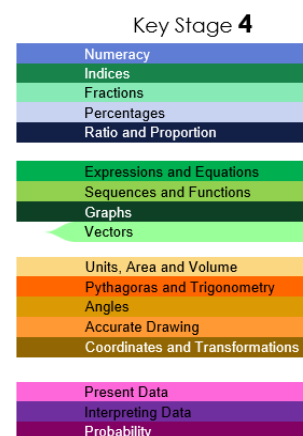 Key Stage 4
Numeracy
Indices
Fractions
Percentages
Ratio and Proportion
Expressions and Equations
Sequences and Functions
Graphs
Vectors
Units, Area and Volume
Pythagoras and Trigonometry
Angles
Accurate Drawing
Coordinates and Transformations
Present Data
Interpreting Data
Probability